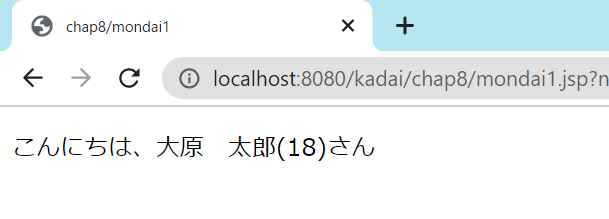 chap8/mondai1
localhost:8080/kadai/chap8/mondai1.jsp?n
こんにちは、大原　太郎(18)さん